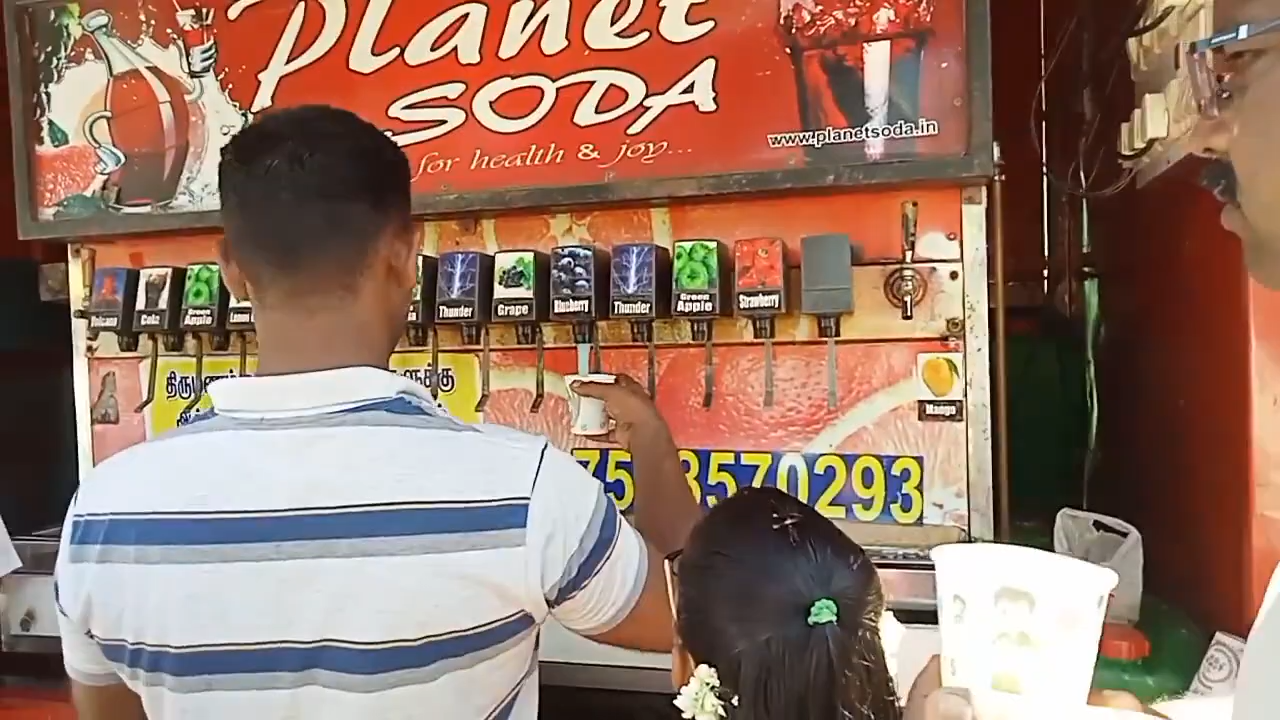 Planet
SODA
for health & joy...
www.planetsoda.in
Volcano
Cola
Green Apple
Thunder
Grape
Blueberry
Thunder
Green Apple
Strawberry
Mango
3570293